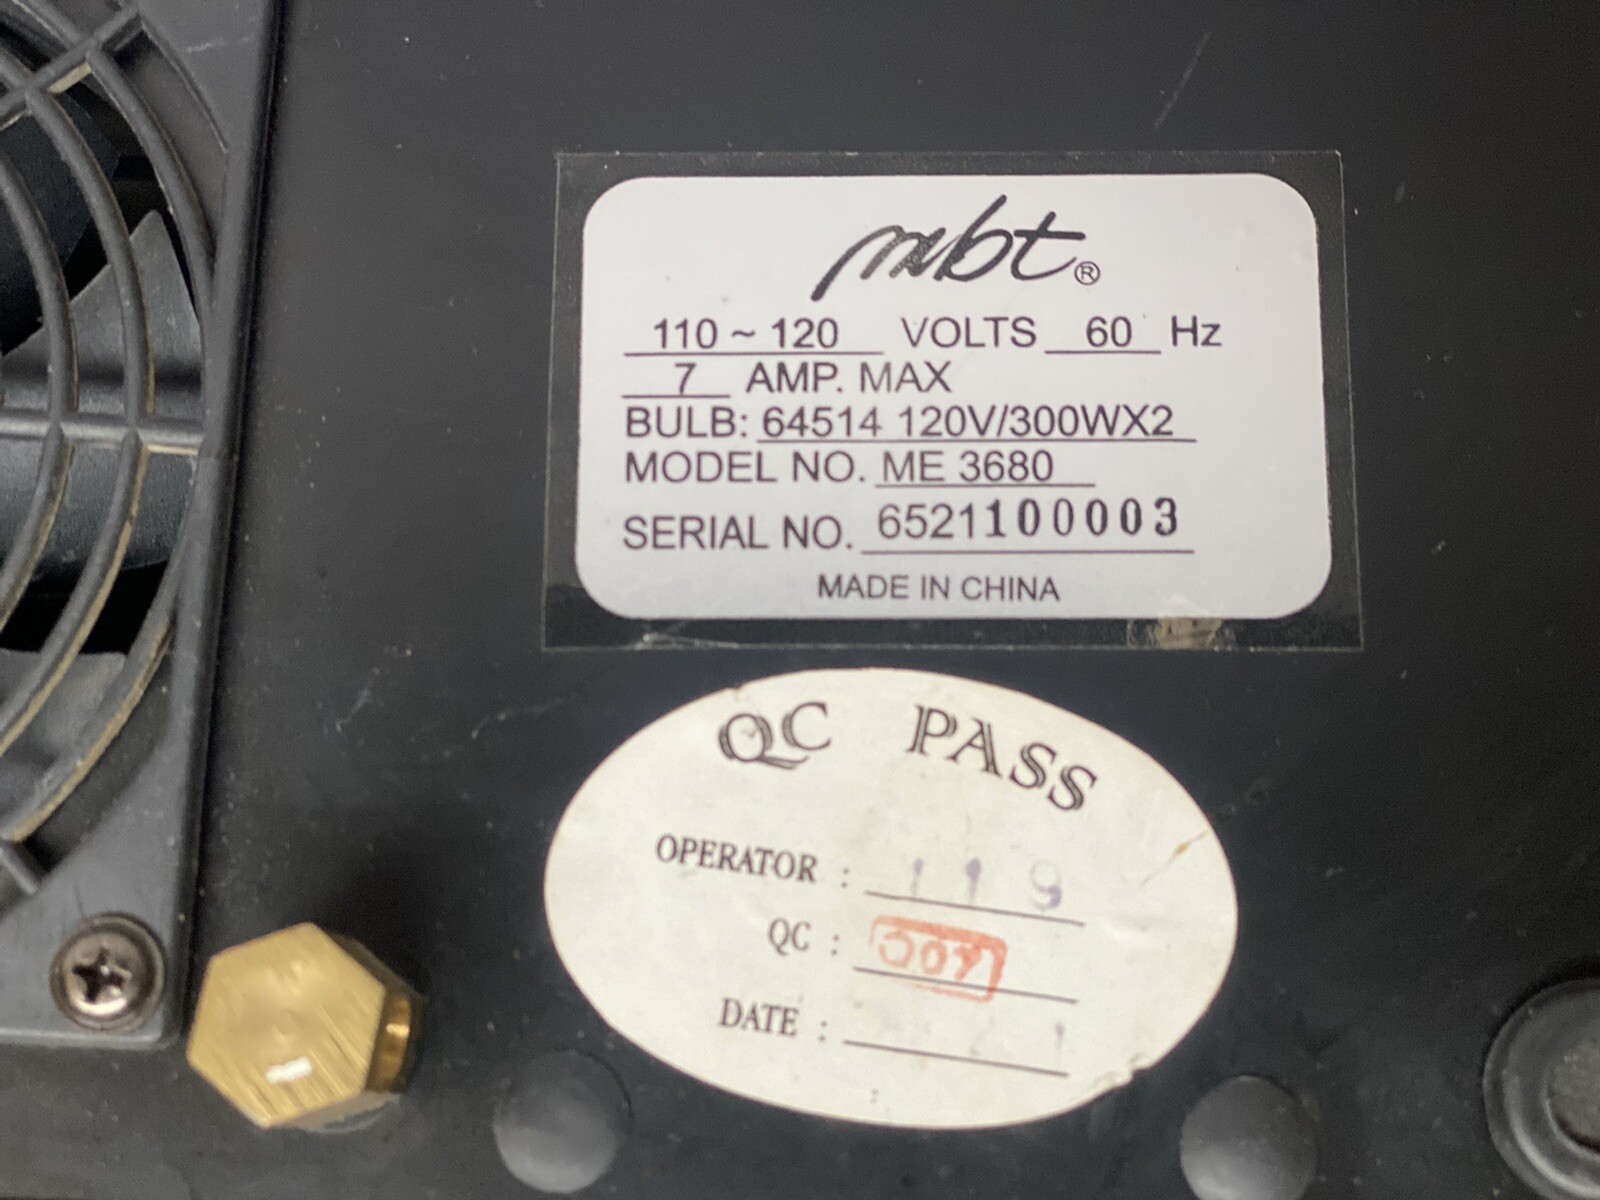 mbt®
110 ~ 120 VOLTS 60 Hz
7 AMP. MAX
BULB: 64514 120V/300WX2
MODEL NO. ME 3680
SERIAL NO. 6521100003
MADE IN CHINA
QC PASS
OPERATOR : 119
QC : 307
DATE :